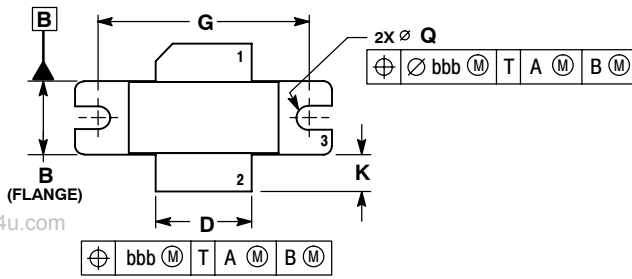 B
G
1
2X ⌀ Q
⌖ ⌀ bbb Ⓜ T A Ⓜ B Ⓜ
3
B
(FLANGE)
2
K
4u.com
D
⌖ bbb Ⓜ T A Ⓜ B Ⓜ